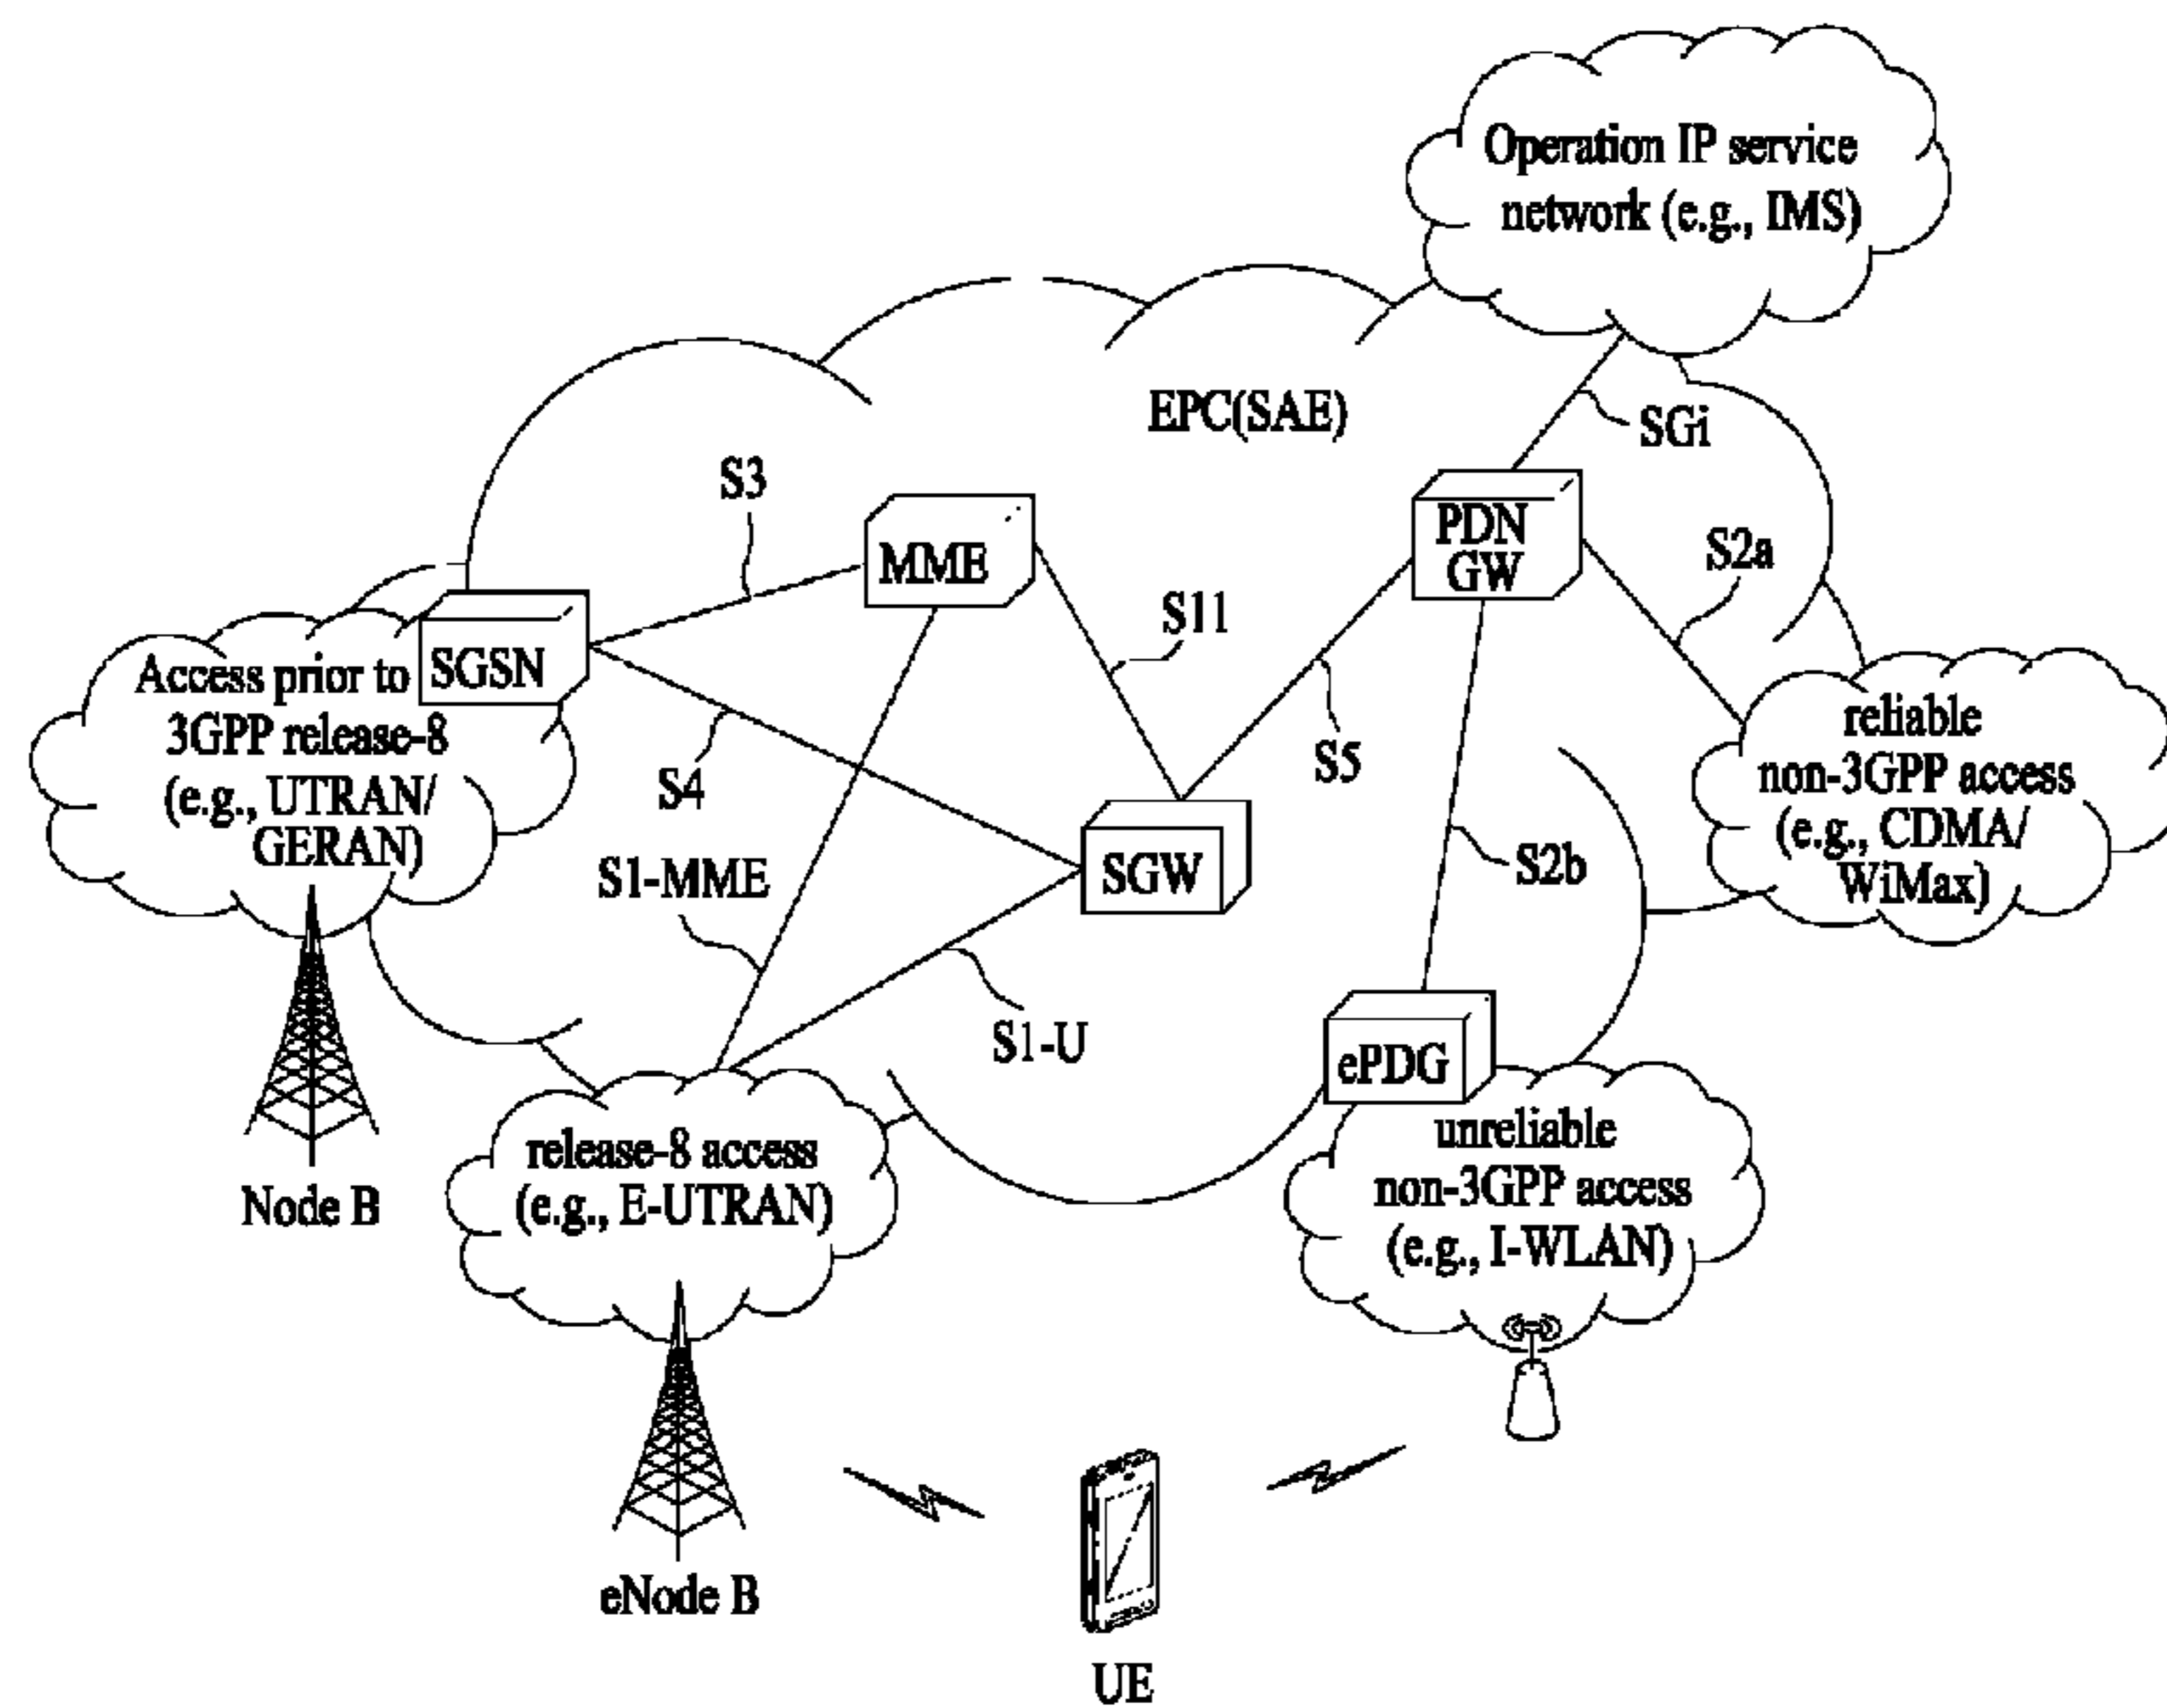 Operation IP service
network (e.g., IMS)
EPC(SAE)
SGi
S3
MME
PDN
GW
S2a
S11
SGSN
Access prior to
3GPP release-8
(e.g., UTRAN/
GERAN)
S4
S5
reliable
non-3GPP access
(e.g., CDMA/
WiMax)
S1-MME
SGW
S2b
S1-U
ePDG
unreliable
non-3GPP access
(e.g., I-WLAN)
release-8 access
(e.g., E-UTRAN)
Node B
eNode B
UE